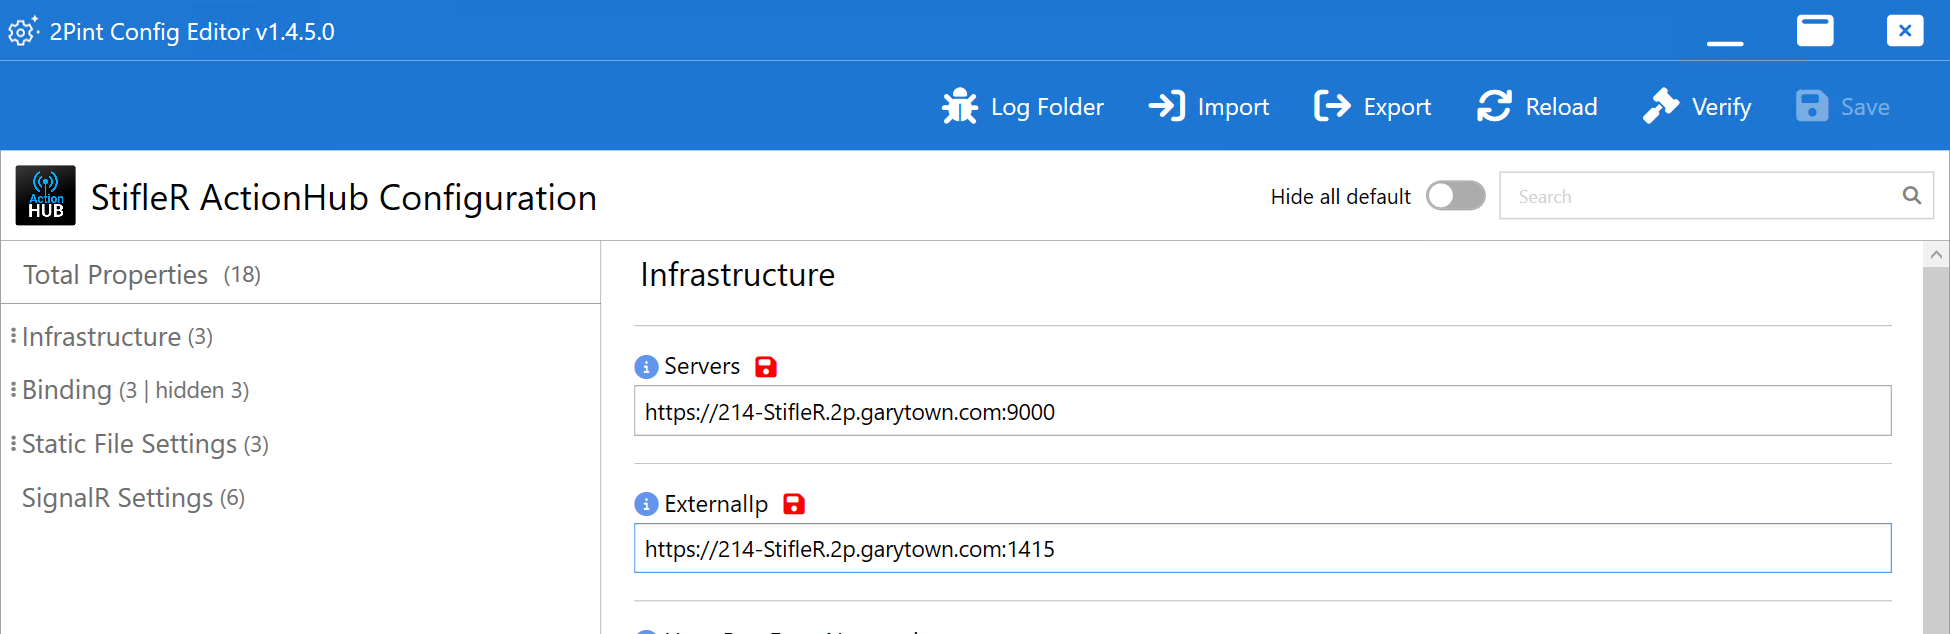 2Pint Config Editor v1.4.5.0
Log Folder Import Export Reload Verify Save
Action
HUB
StifleR ActionHub Configuration
Hide all default
Search
Total Properties (18)
Infrastructure (3)
Binding (3 | hidden 3)
Static File Settings (3)
SignalR Settings (6)
Infrastructure
Servers
https://214-StifleR.2p.garytown.com:9000
ExternalIp
https://214-StifleR.2p.garytown.com:1415